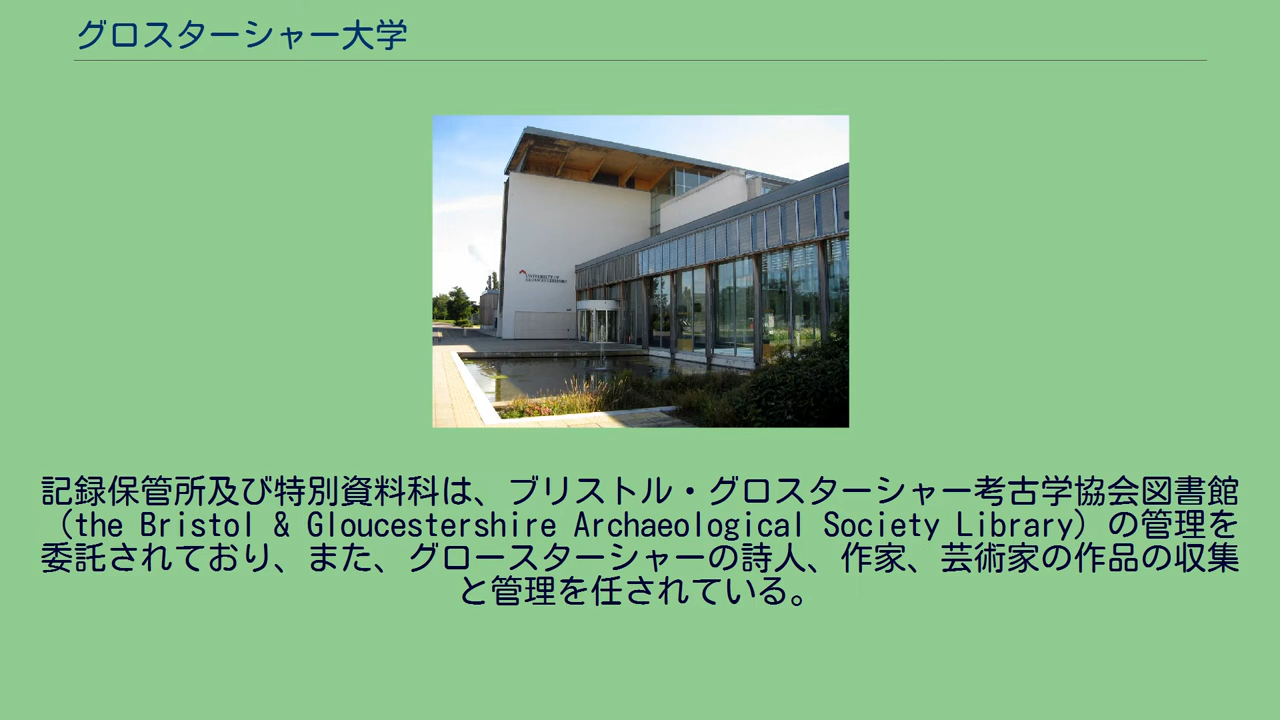 グロスターシャー大学
UNIVERSITY OF
GLOUCESTERSHIRE
記録保管所及び特別資料科は、ブリストル・グロスターシャー考古学協会図書館
（the Bristol & Gloucestershire Archaeological Society Library）の管理を
委託されており、また、グロースターシャーの詩人、作家、芸術家の作品の収集
と管理を任されている。